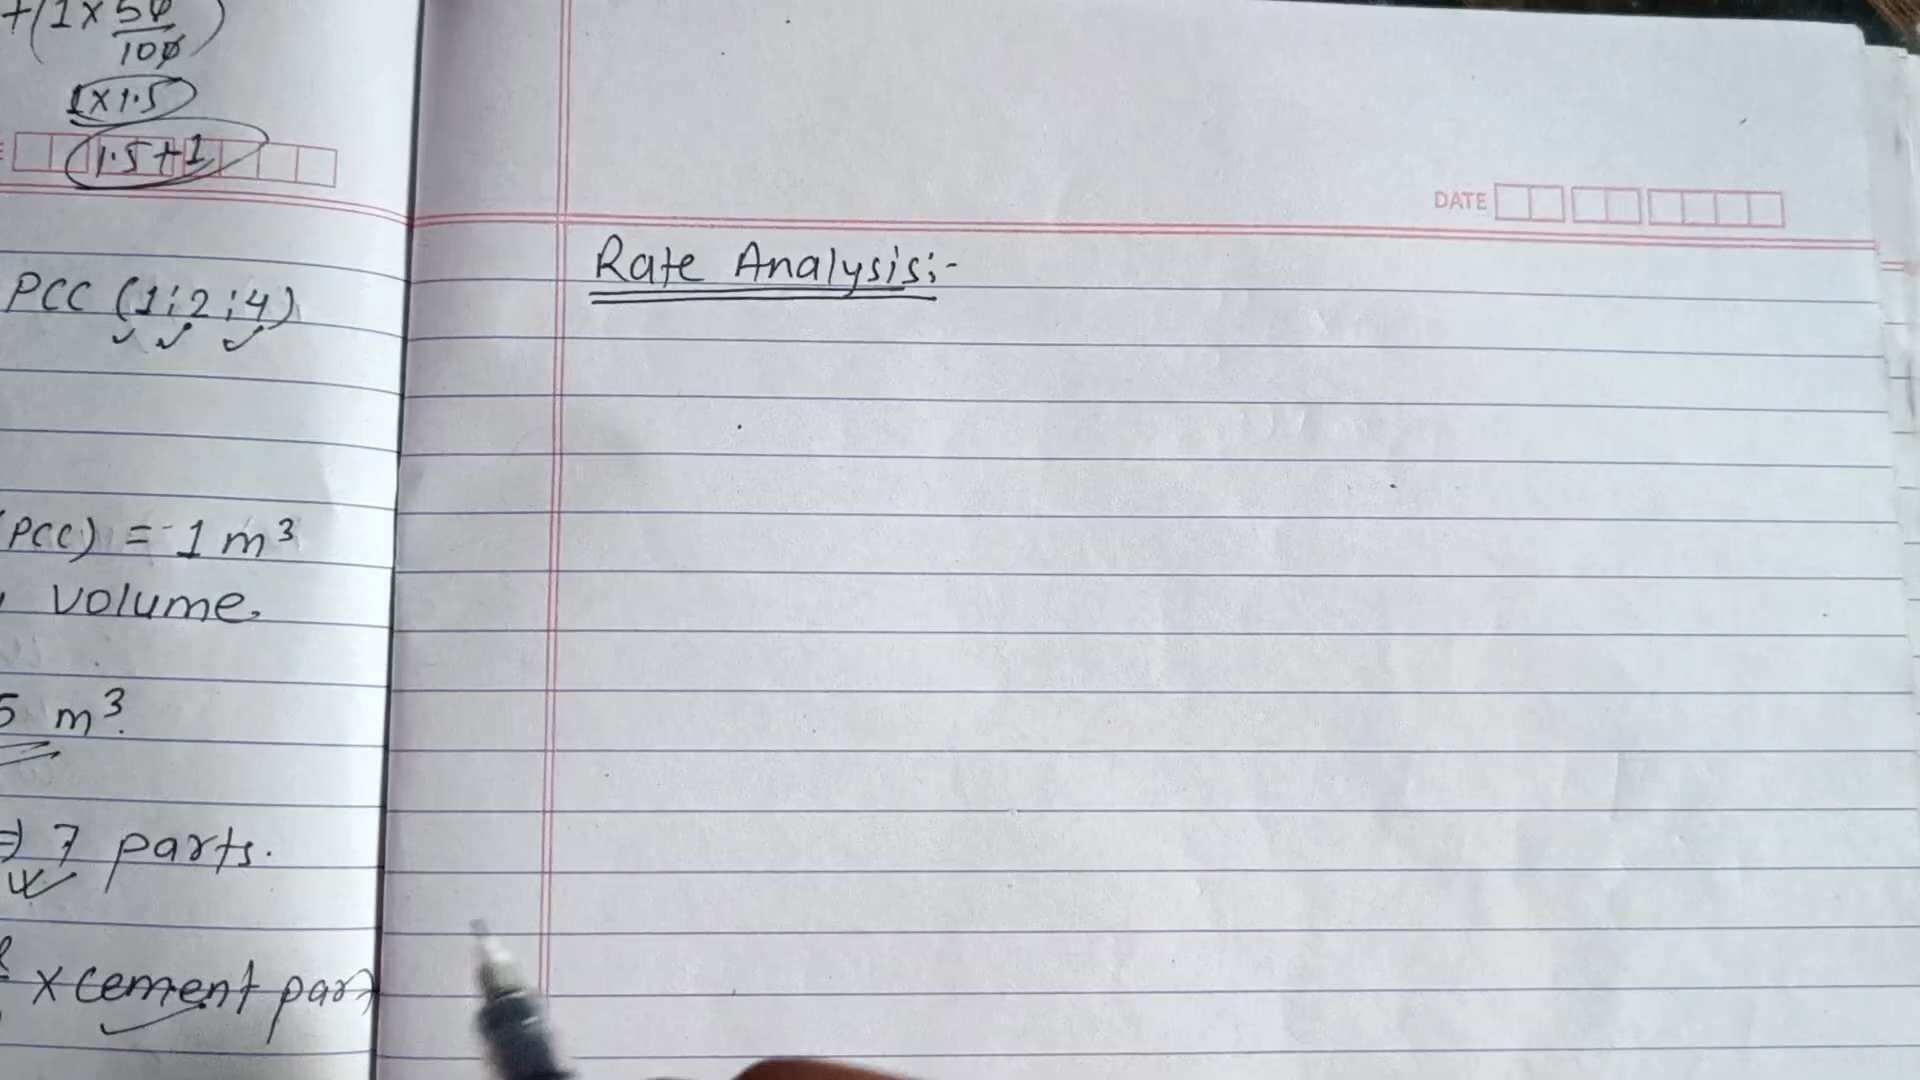 +(1×50/100)
1×1.5
1.5+1
PCC (1:2:4)
(PCC) = 1 m³
volume.
5 m³.
⇒ 7 parts.
× cement part
DATE
Rate Analysis:-